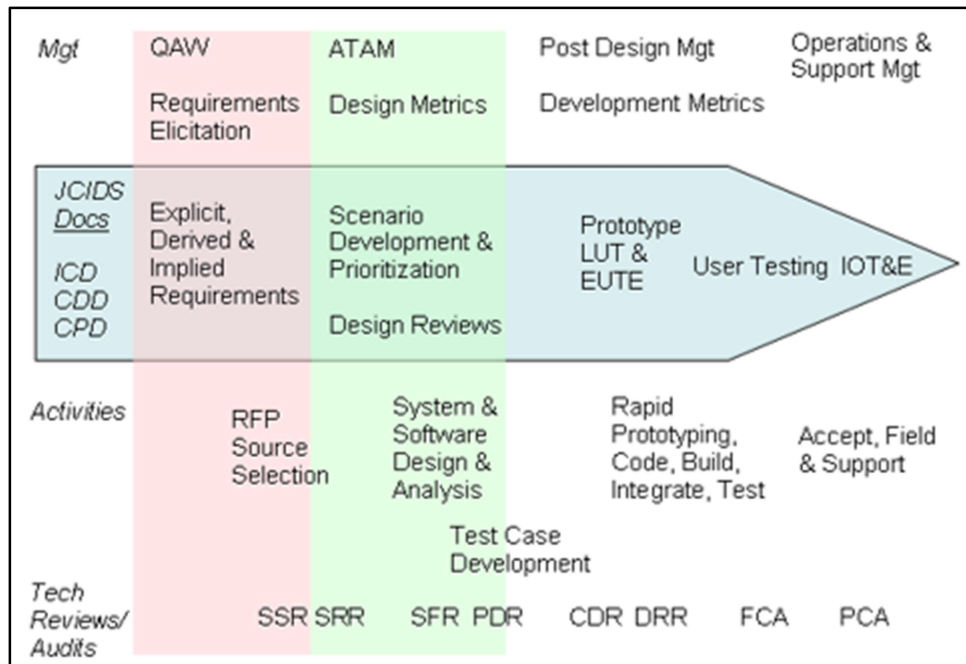 Mgt
QAW
Requirements
Elicitation
ATAM
Design Metrics
Post Design Mgt
Development Metrics
Operations &
Support Mgt
JCIDS
Docs
ICD
CDD
CPD
Explicit,
Derived &
Implied
Requirements
Scenario
Development &
Prioritization
Design Reviews
Prototype
LUT &
EUTE
User Testing
IOT&E
Activities
RFP
Source
Selection
System &
Software
Design &
Analysis
Rapid
Prototyping,
Code, Build,
Integrate, Test
Accept, Field
& Support
Test Case
Development
Tech
Reviews/
Audits
SSR SRR SFR PDR CDR DRR FCA PCA